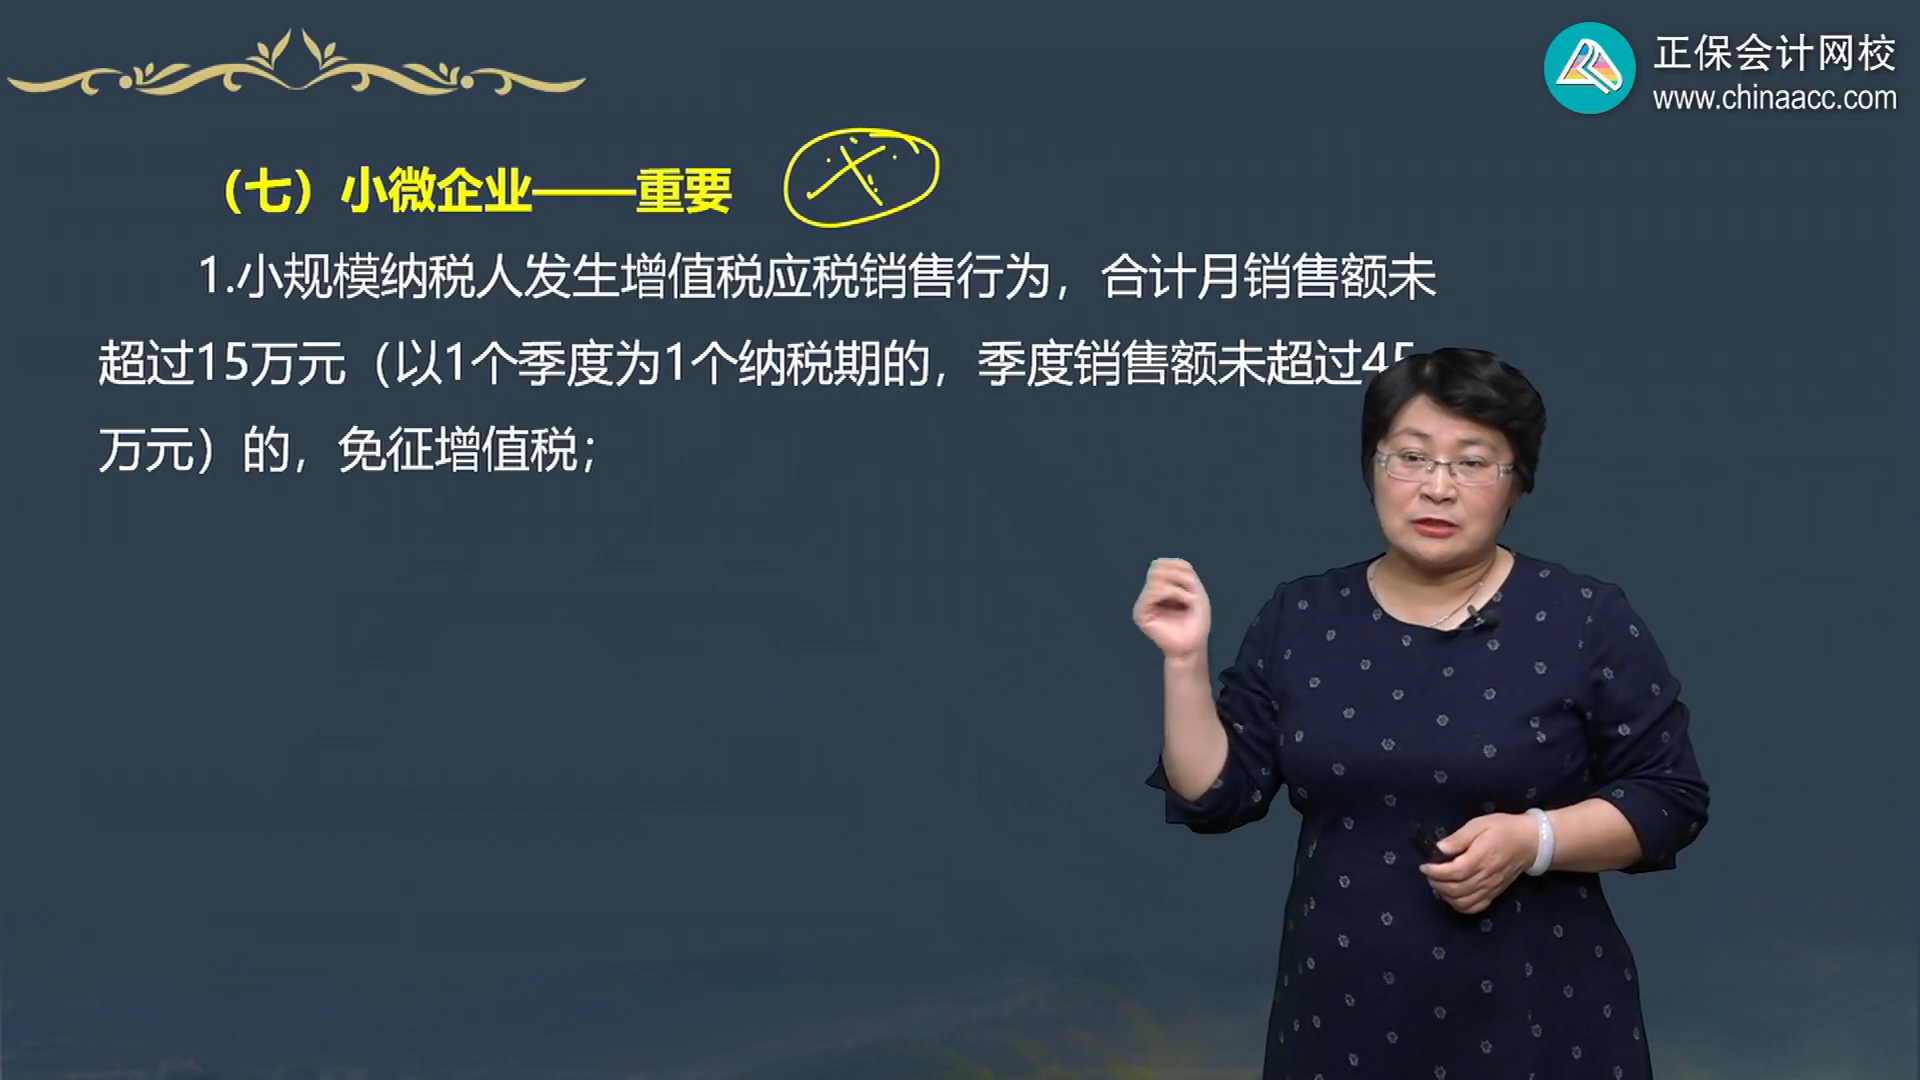 正保会计网校
www.chinaacc.com
（七）小微企业——重要
1.小规模纳税人发生增值税应税销售行为，合计月销售额未
超过15万元（以1个季度为1个纳税期的，季度销售额未超过45
万元）的，免征增值税；